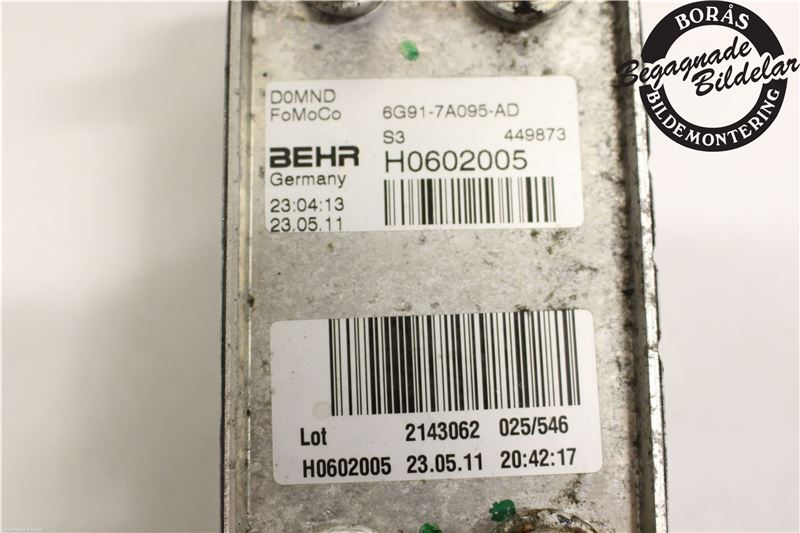 D0MND
FoMoCo 6G91-7A095-AD
S3 449873
BEHR H0602005
Germany
23:04:13
23.05.11
Lot 2143062 025/546
H0602005 23.05.11 20:42:17
BORÅS
Begagnade
Bildelar
BILDEMONTERING